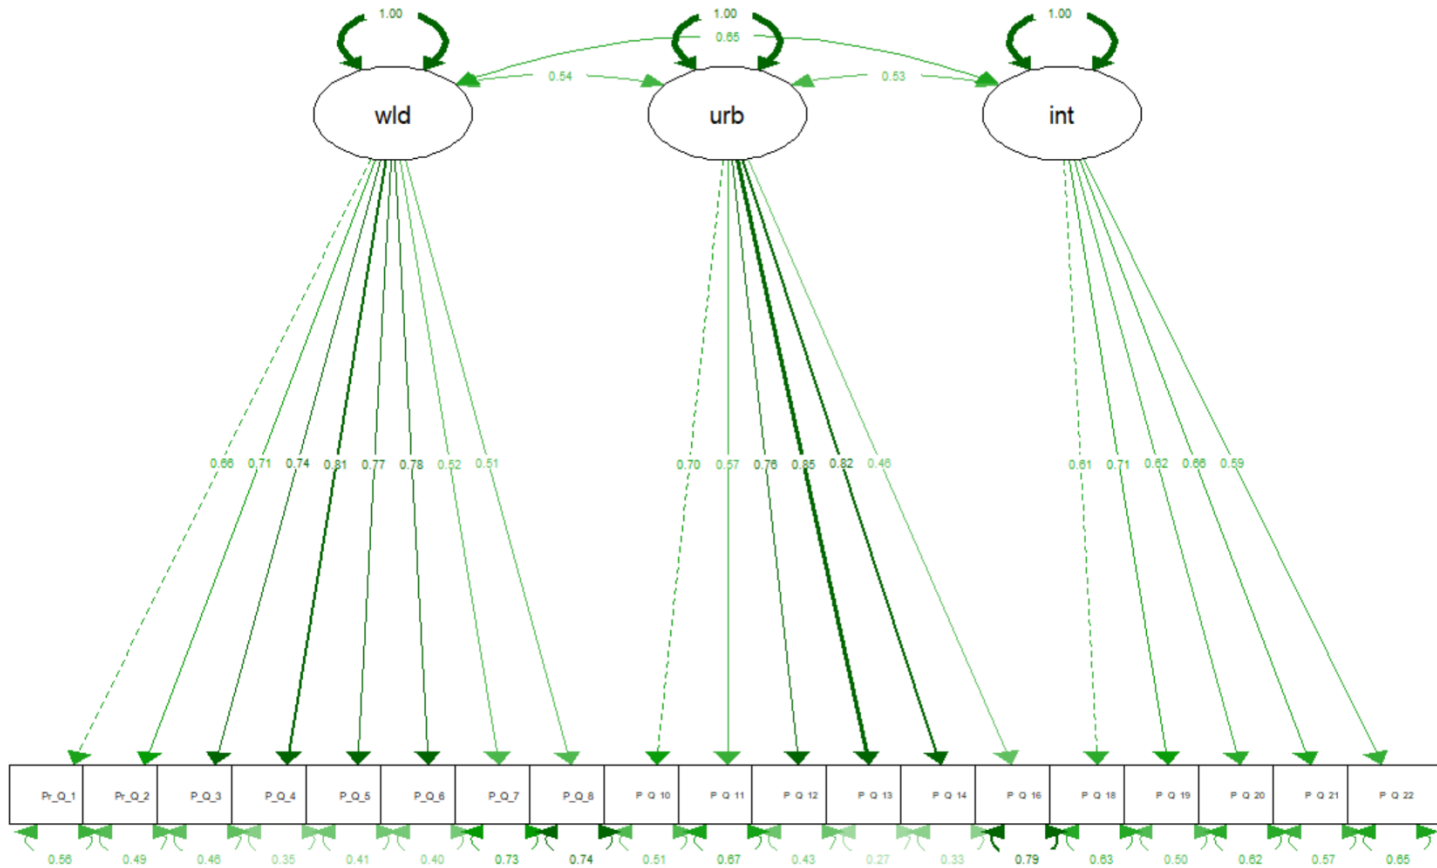 1.00 1.00 1.00
0.65
0.54 0.53
wld urb int
0.66 0.71 0.74 0.81 0.77 0.78 0.52 0.51 0.70 0.57 0.76 0.85 0.82 0.46 0.61 0.71 0.62 0.66 0.59
Pr_Q_1 Pr_Q_2 P_Q_3 P_Q_4 P_Q_5 P_Q_6 P_Q_7 P_Q_8 P_Q_10 P_Q_11 P_Q_12 P_Q_13 P_Q_14 P_Q_16 P_Q_18 P_Q_19 P_Q_20 P_Q_21 P_Q_22
0.56 0.49 0.46 0.35 0.41 0.40 0.73 0.74 0.51 0.67 0.43 0.27 0.33 0.79 0.63 0.50 0.62 0.57 0.65